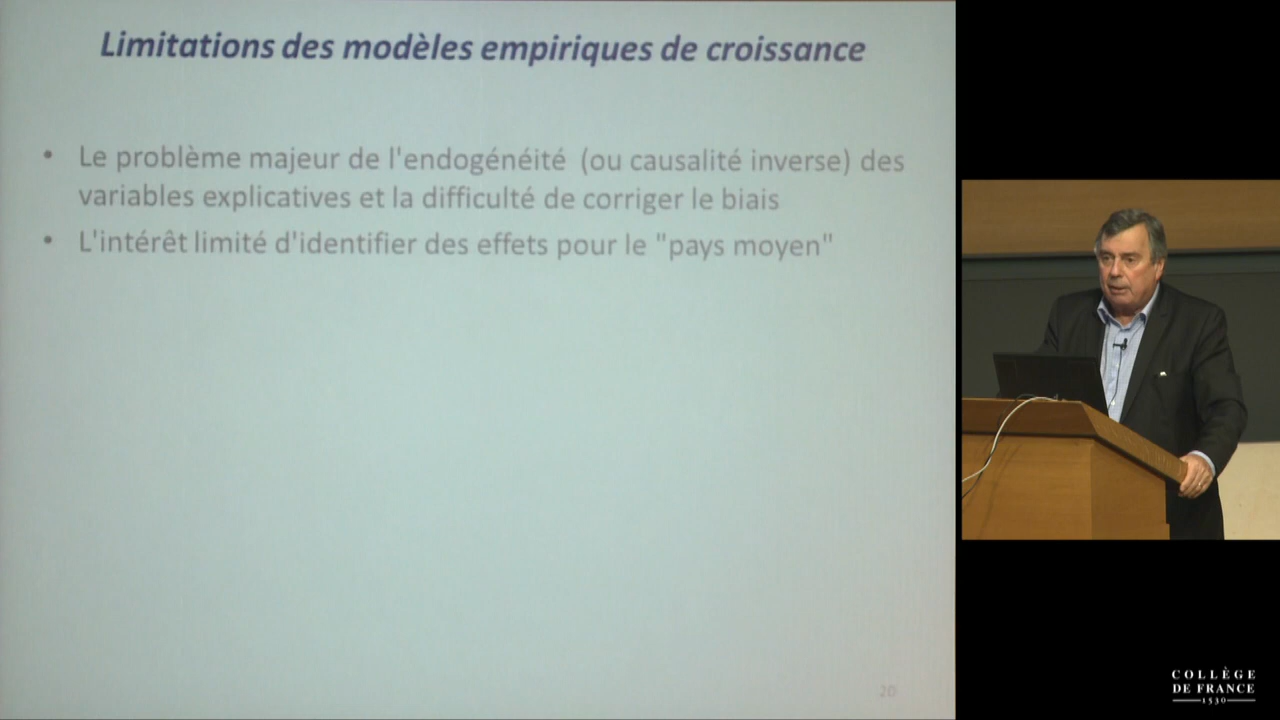 Limitations des modèles empiriques de croissance
• Le problème majeur de l'endogénéité (ou causalité inverse) des
variables explicatives et la difficulté de corriger le biais
• L'intérêt limité d'identifier des effets pour le "pays moyen"
20
COLLÈGE
DE FRANCE
1530